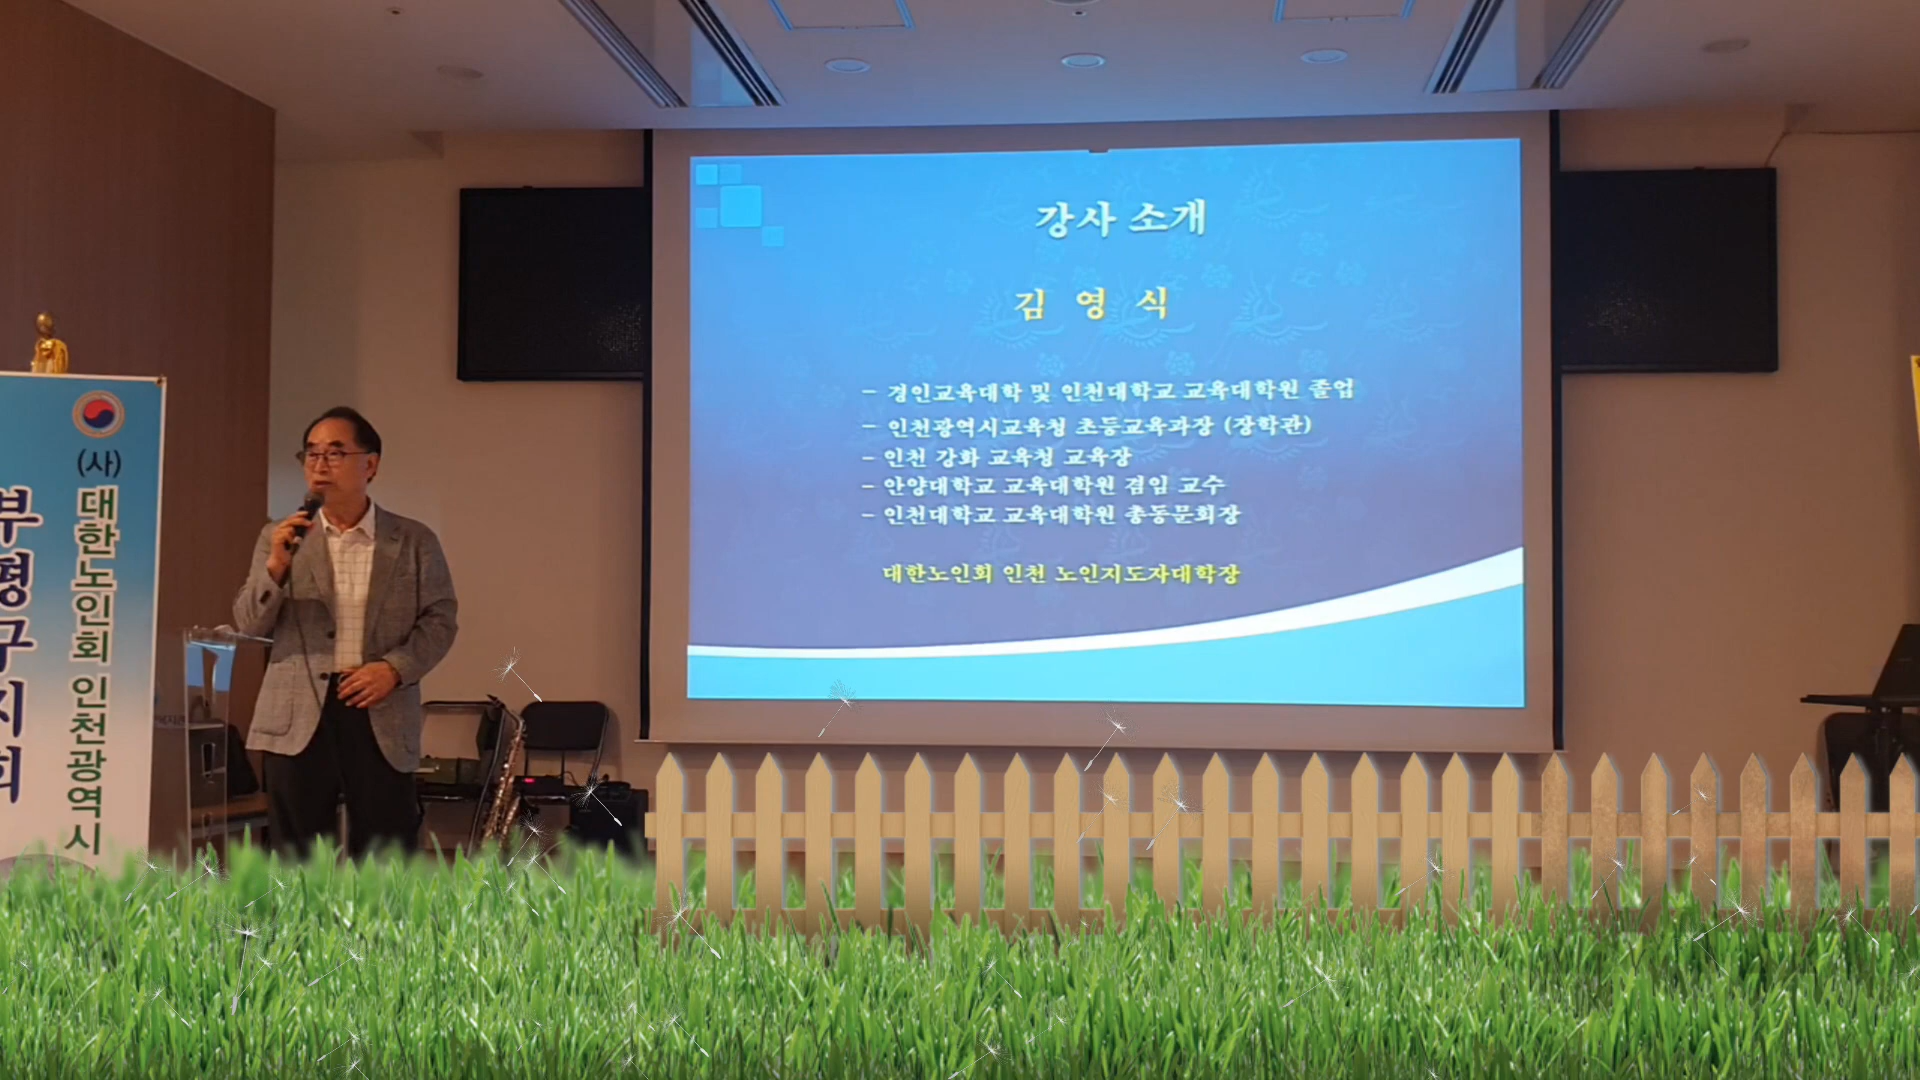 강사 소개
김 영 식
- 경인교육대학 및 인천대학교 교육대학원 졸업
- 인천광역시교육청 초등교육과장 (장학관)
- 인천 강화 교육청 교육장
- 안양대학교 교육대학원 겸임 교수
- 인천대학교 교육대학원 총동문회장
대한노인회 인천 노인지도자대학장
(사) 대한노인회 인천광역시
부평구지회